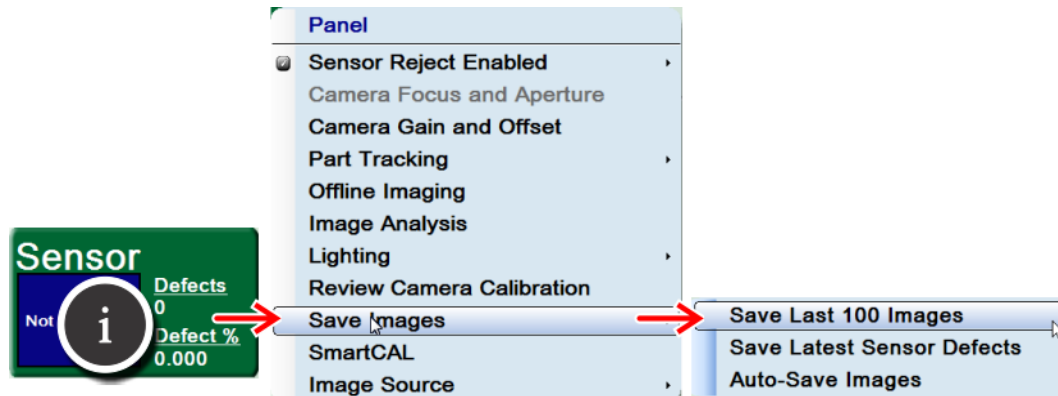 Sensor
Not
i
Defects
0
Defect %
0.000
Panel
Sensor Reject Enabled
Camera Focus and Aperture
Camera Gain and Offset
Part Tracking
Offline Imaging
Image Analysis
Lighting
Review Camera Calibration
Save Images
SmartCAL
Image Source
Save Last 100 Images
Save Latest Sensor Defects
Auto-Save Images